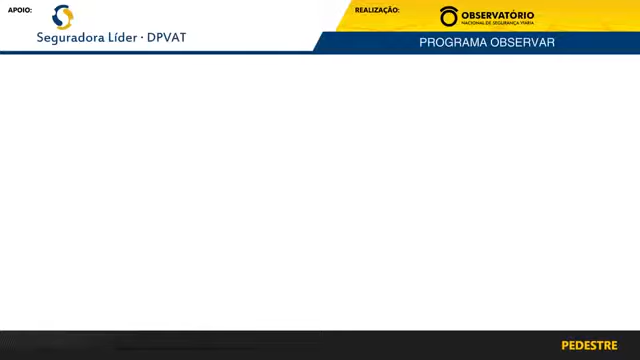 APOIO:
Seguradora Líder · DPVAT
REALIZAÇÃO:
OBSERVATÓRIO
NACIONAL DE SEGURANÇA VIÁRIA
PROGRAMA OBSERVAR
PEDESTRE